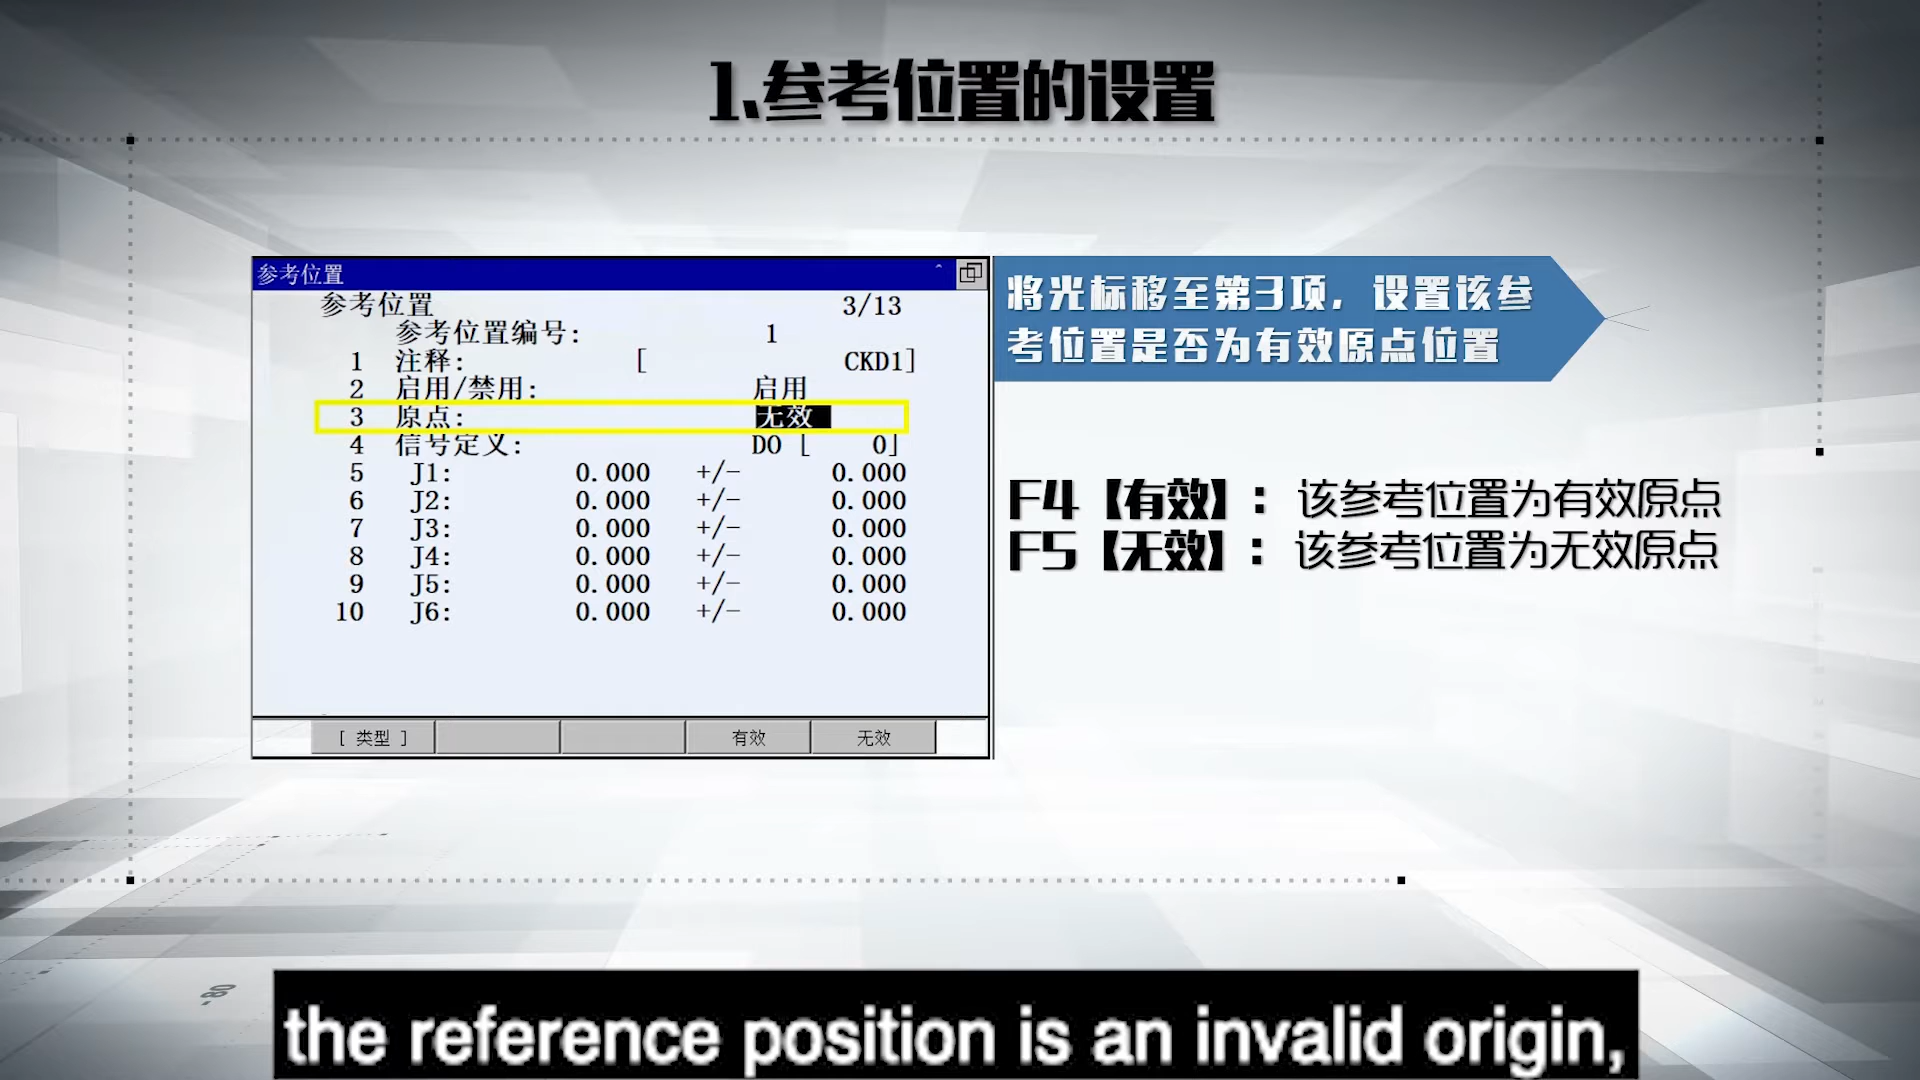 1、参考位置的设置
参考位置
参考位置 3/13
参考位置编号: 1
1 注释: [ CKD1]
2 启用/禁用: 启用
3 原点: 无效
4 信号定义: DO [ 0]
5 J1: 0.000 +/- 0.000
6 J2: 0.000 +/- 0.000
7 J3: 0.000 +/- 0.000
8 J4: 0.000 +/- 0.000
9 J5: 0.000 +/- 0.000
10 J6: 0.000 +/- 0.000
[ 类型 ] 有效 无效
将光标移至第3项，设置该参
考位置是否为有效原点位置
F4【有效】：该参考位置为有效原点
F5【无效】：该参考位置为无效原点
-80
the reference position is an invalid origin,